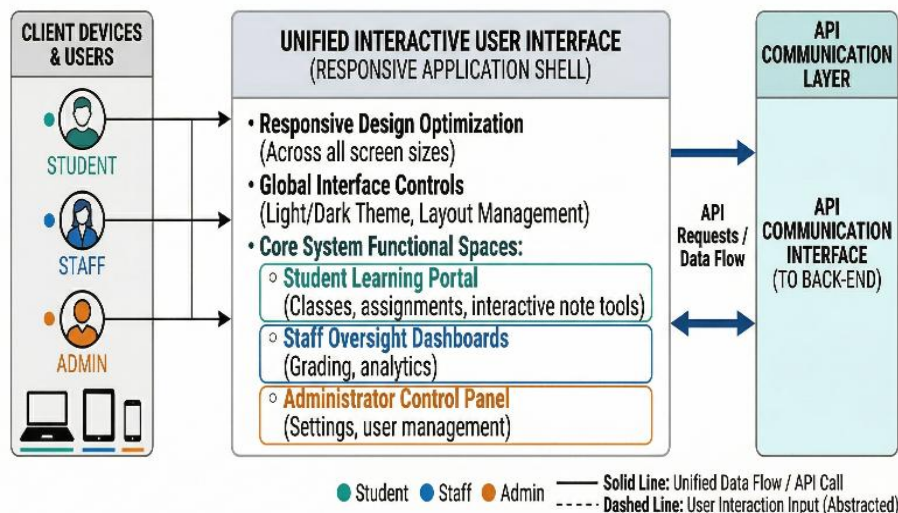 CLIENT DEVICES
& USERS
STUDENT
STAFF
ADMIN
UNIFIED INTERACTIVE USER INTERFACE
(RESPONSIVE APPLICATION SHELL)
• Responsive Design Optimization
(Across all screen sizes)
• Global Interface Controls
(Light/Dark Theme, Layout Management)
• Core System Functional Spaces:
○ Student Learning Portal
(Classes, assignments, interactive note tools)
○ Staff Oversight Dashboards
(Grading, analytics)
○ Administrator Control Panel
(Settings, user management)
API
Requests /
Data Flow
API
COMMUNICATION
LAYER
API
COMMUNICATION
INTERFACE
(TO BACK-END)
Student Staff Admin
Solid Line: Unified Data Flow / API Call
Dashed Line: User Interaction Input (Abstracted)